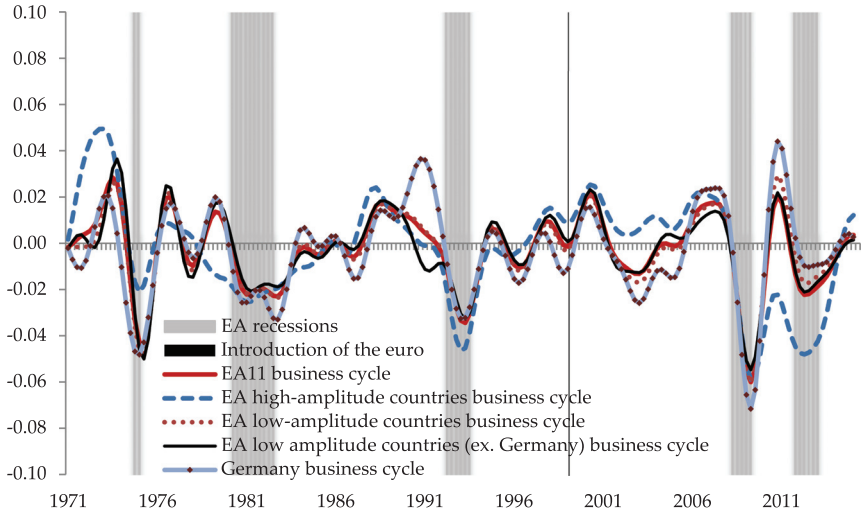 0.10
0.08
0.06
0.04
0.02
0.00
-0.02
-0.04
-0.06
-0.08
-0.10
EA recessions
Introduction of the euro
EA11 business cycle
EA high-amplitude countries business cycle
EA low-amplitude countries business cycle
EA low amplitude countries (ex. Germany) business cycle
Germany business cycle
1971 1976 1981 1986 1991 1996 2001 2006 2011